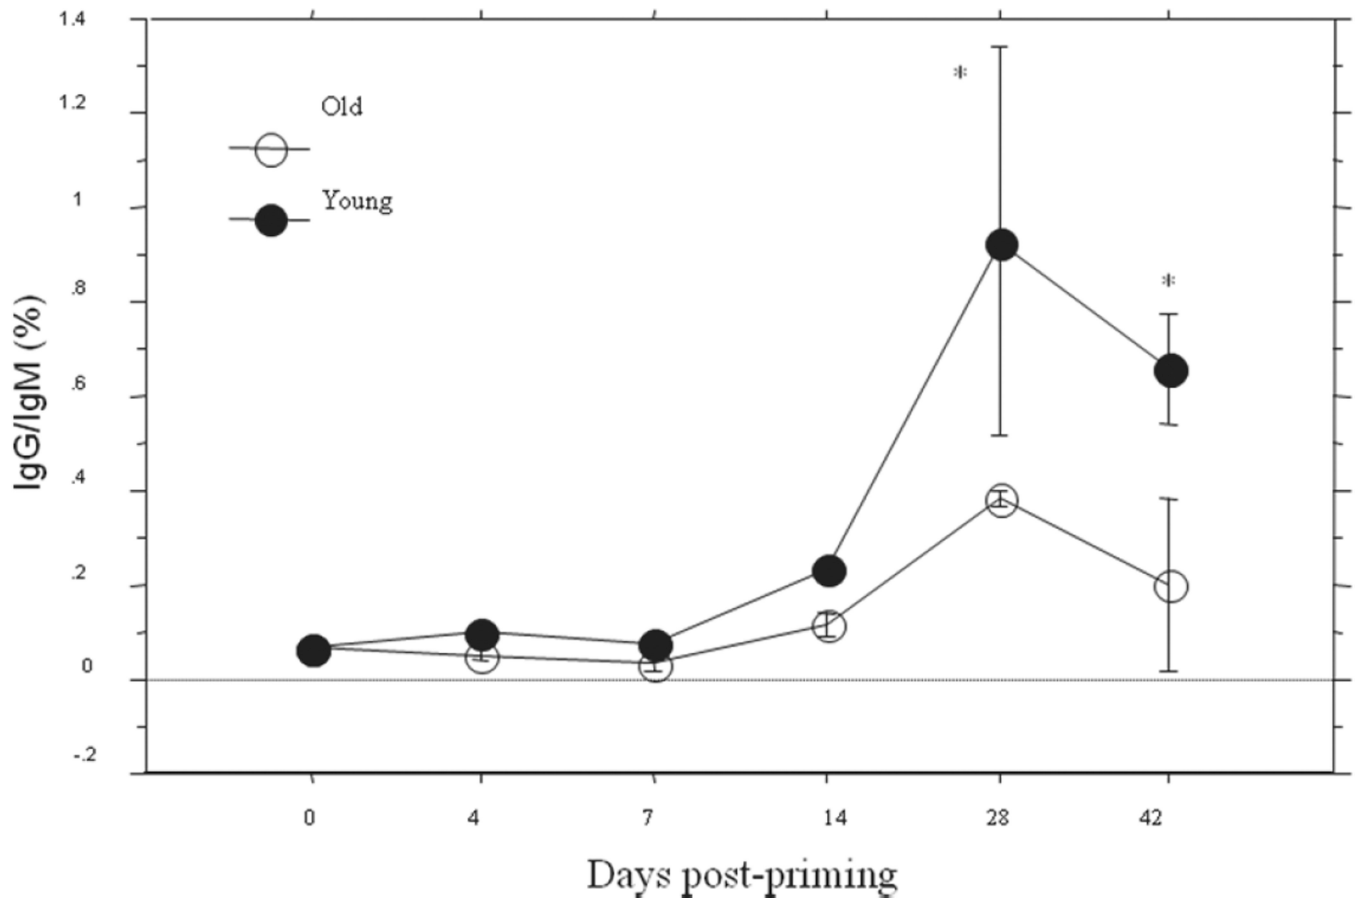 1.4
1.2
1
.8
.6
.4
.2
0
-.2
IgG/IgM (%)
Old
Young
*
*
0 4 7 14 28 42
Days post-priming